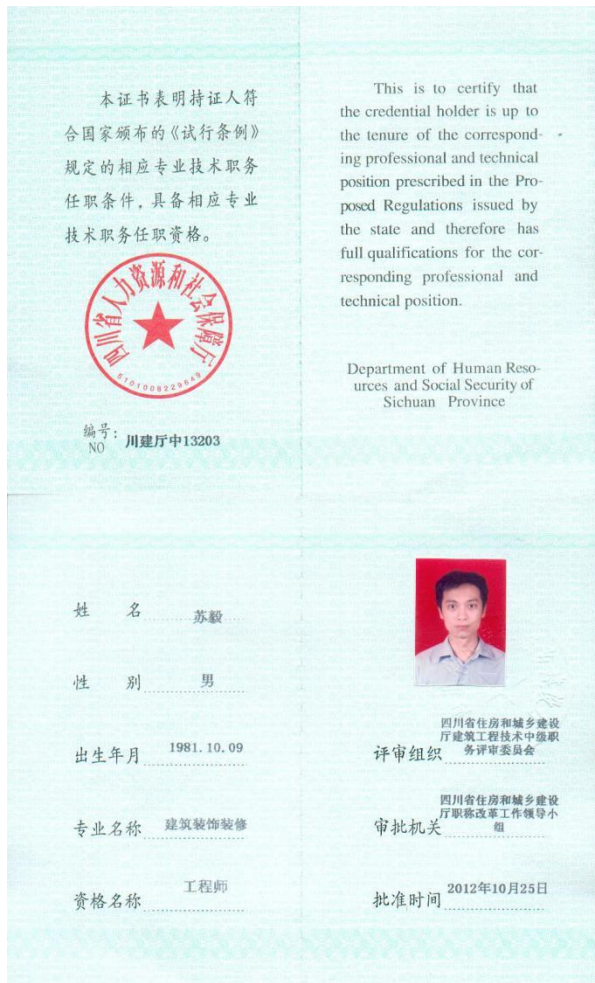 本证书表明持证人符
合国家颁布的《试行条例》
规定的相应专业技术职务
任职条件，具备相应专业
技术职务任职资格。
四川省人力资源和社会保障厅
5101008229649
编号：
NO 川建厅中13203
This is to certify that
the credential holder is up to
the tenure of the correspond-
ing professional and technical
position prescribed in the Pro-
posed Regulations issued by
the state and therefore has
full qualifications for the cor-
responding professional and
technical position.
Department of Human Reso-
urces and Social Security of
Sichuan Province
姓 名 苏毅
性 别 男
出生年月 1981.10.09
专业名称 建筑装饰装修
资格名称 工程师
四川省住房和城乡建设
厅建筑工程技术中级职
评审组织 务评审委员会
四川省住房和城乡建设
厅职称改革工作领导小
审批机关 组
批准时间 2012年10月25日